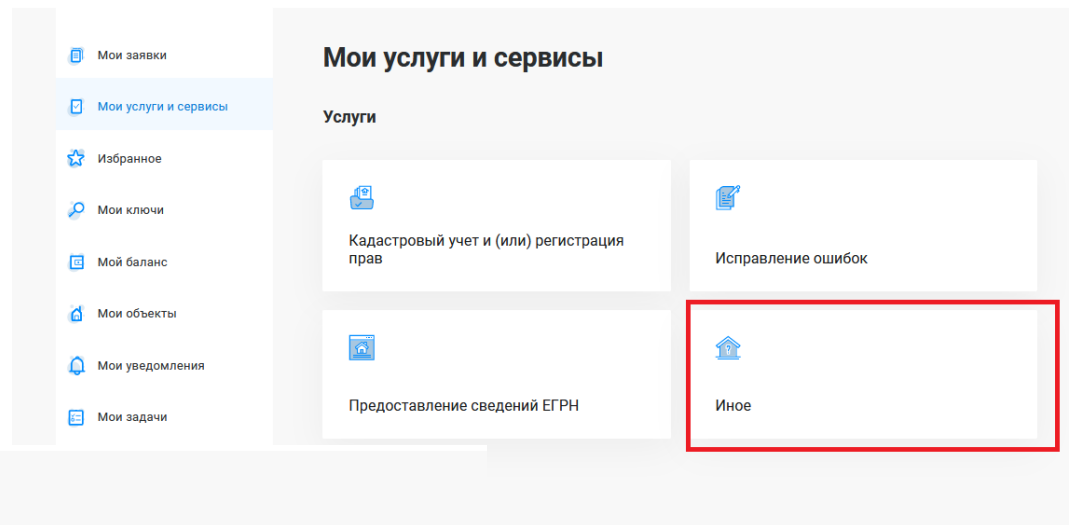 Мои заявки
Мои услуги и сервисы
Избранное
Мои ключи
Мой баланс
Мои объекты
Мои уведомления
Мои задачи
Мои услуги и сервисы
Услуги
Кадастровый учет и (или) регистрация
прав
Исправление ошибок
Предоставление сведений ЕГРН
Иное